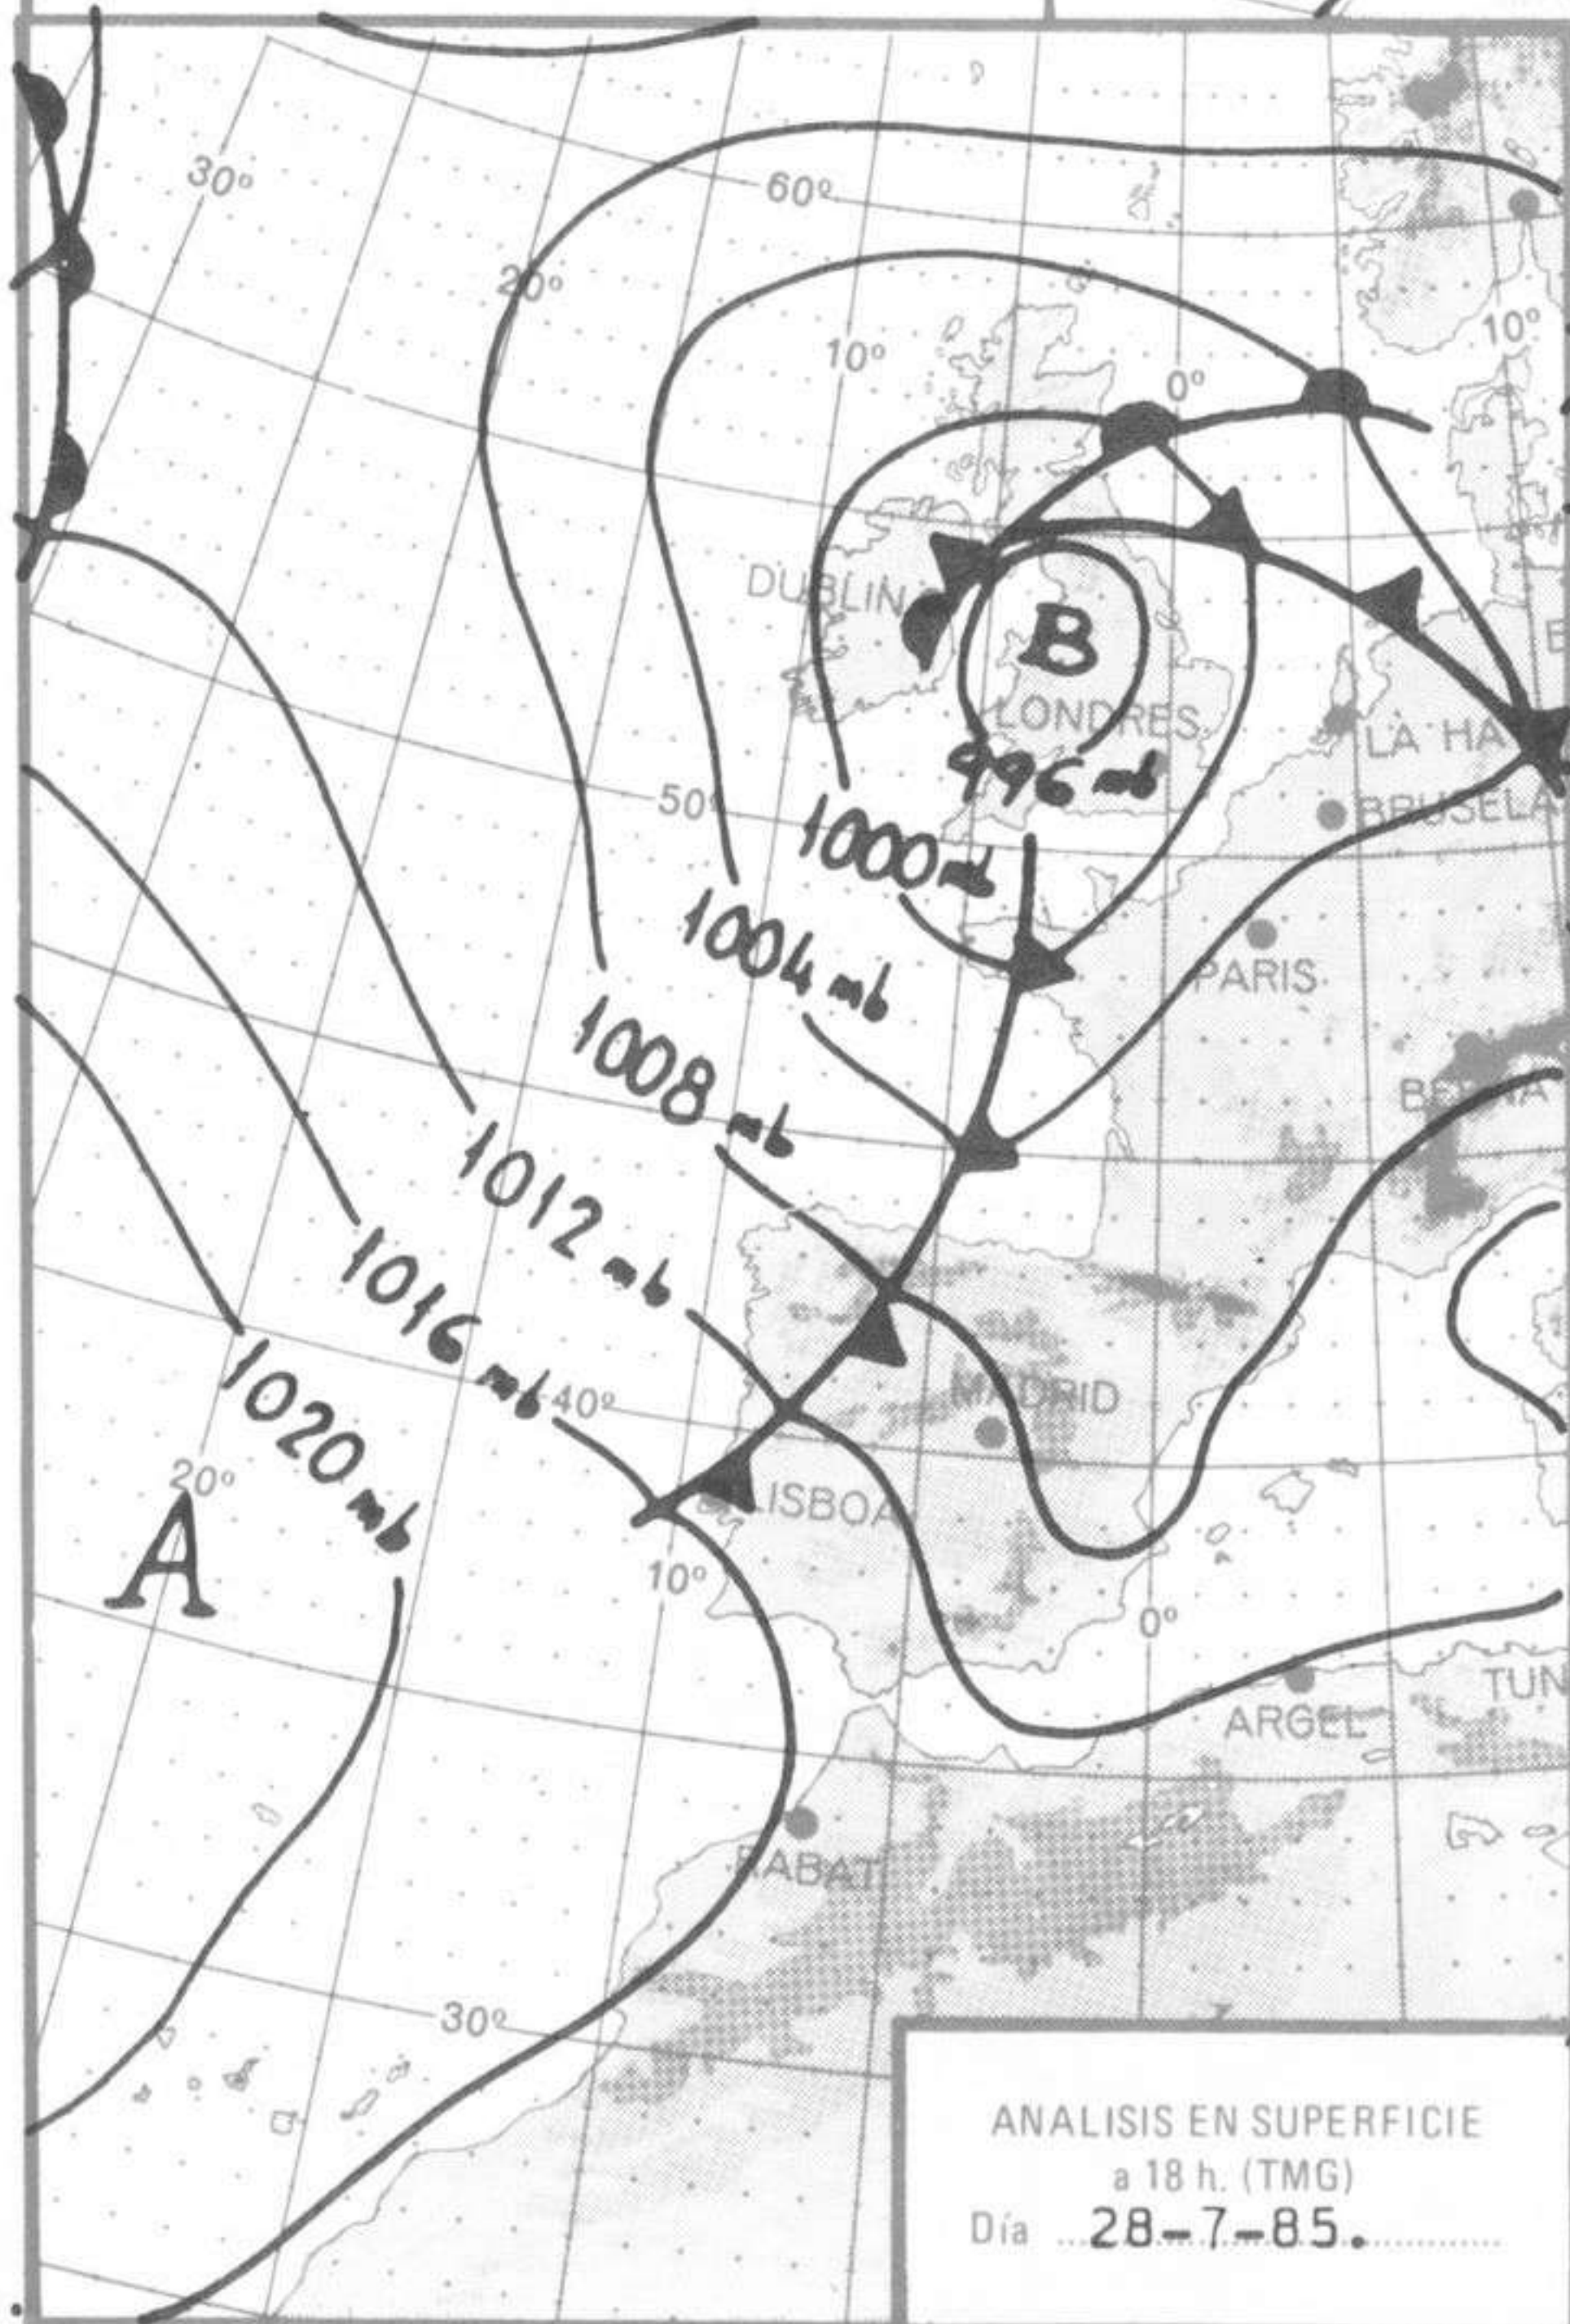 30º
60º
20º
10º
10º
0º
DUBLIN
B
LONDRES
LA HA
996 mb
50º
BRUSELA
1000 mb
1004 mb
PARIS
1008 mb
BERNA
1012 mb
1016 mb
40º
MADRID
1020 mb
20º
LISBOA
A
10º
0º
TUN
ARGEL
RABAT
30º
ANALISIS EN SUPERFICIE
a 18 h. (TMG)
Día 28-7-85.